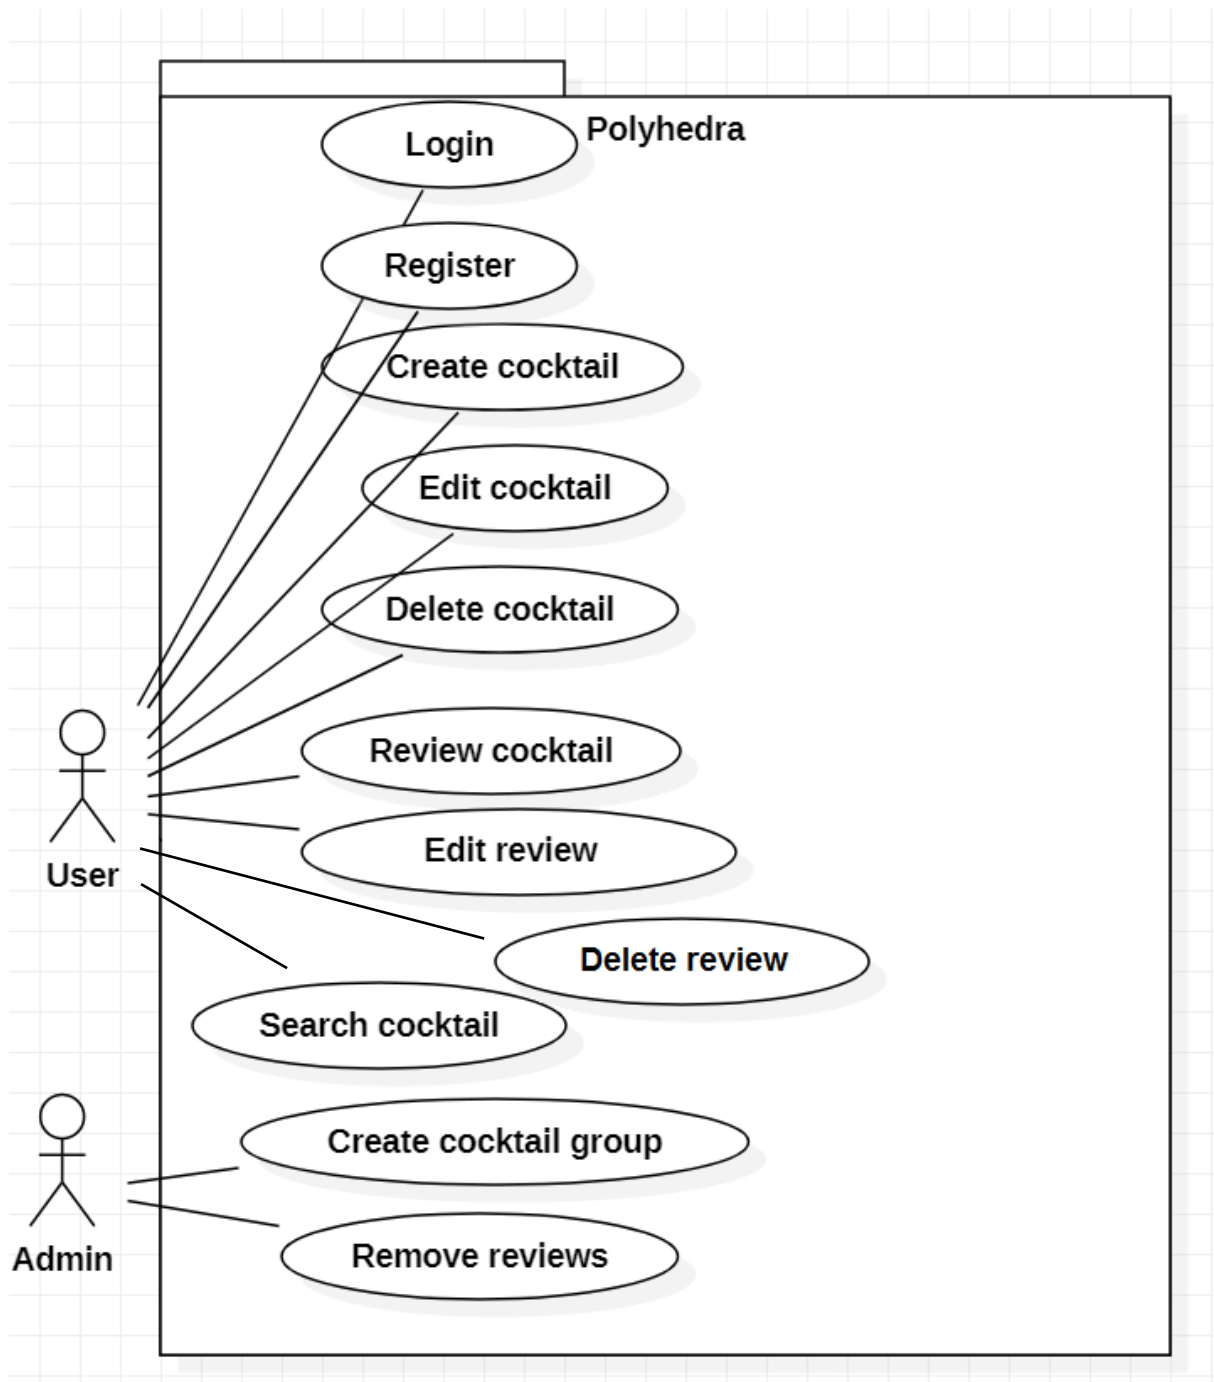 Polyhedra
Login
Register
Create cocktail
Edit cocktail
Delete cocktail
Review cocktail
Edit review
User
Delete review
Search cocktail
Create cocktail group
Admin
Remove reviews